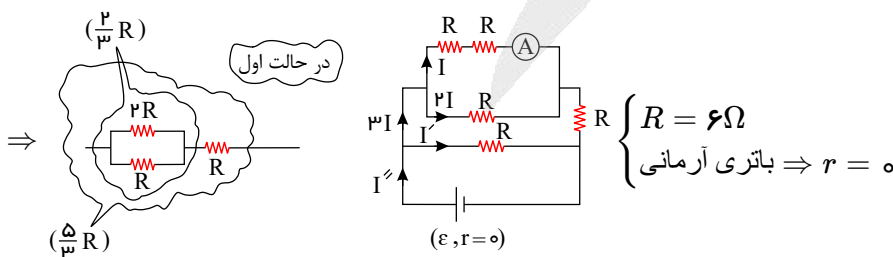 (۲/۳ R)
در حالت اول
۲R
R
R
(۵/۳ R)
⇒
R R A
I
۲I R
R
۳I
I′
R
I″
(ε, r=۰)
R = ۶Ω
باتری آرمانی ⇒ r = ۰